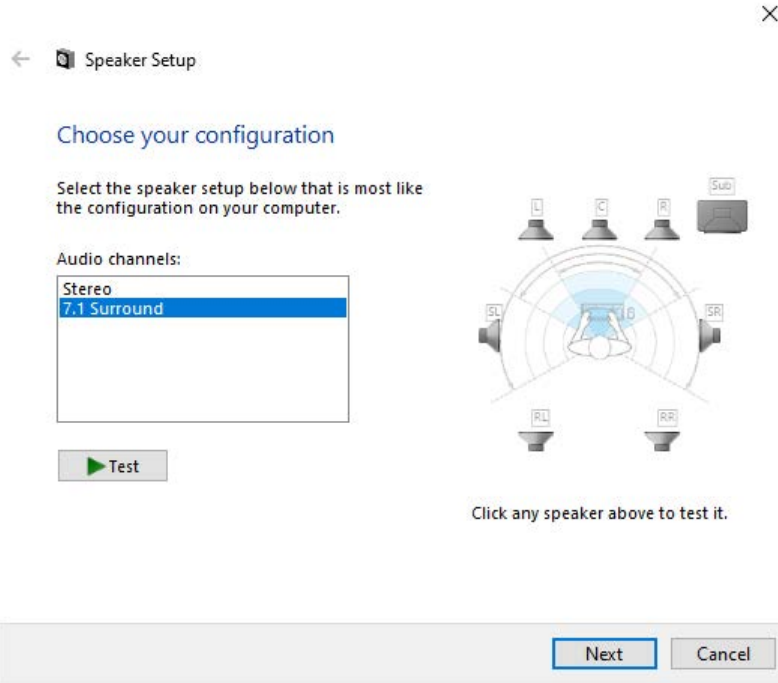 Speaker Setup
Choose your configuration
Select the speaker setup below that is most like
the configuration on your computer.
Audio channels:
Stereo
7.1 Surround
Test
Sub
L
C
R
SL
SR
RL
RR
Click any speaker above to test it.
Next
Cancel